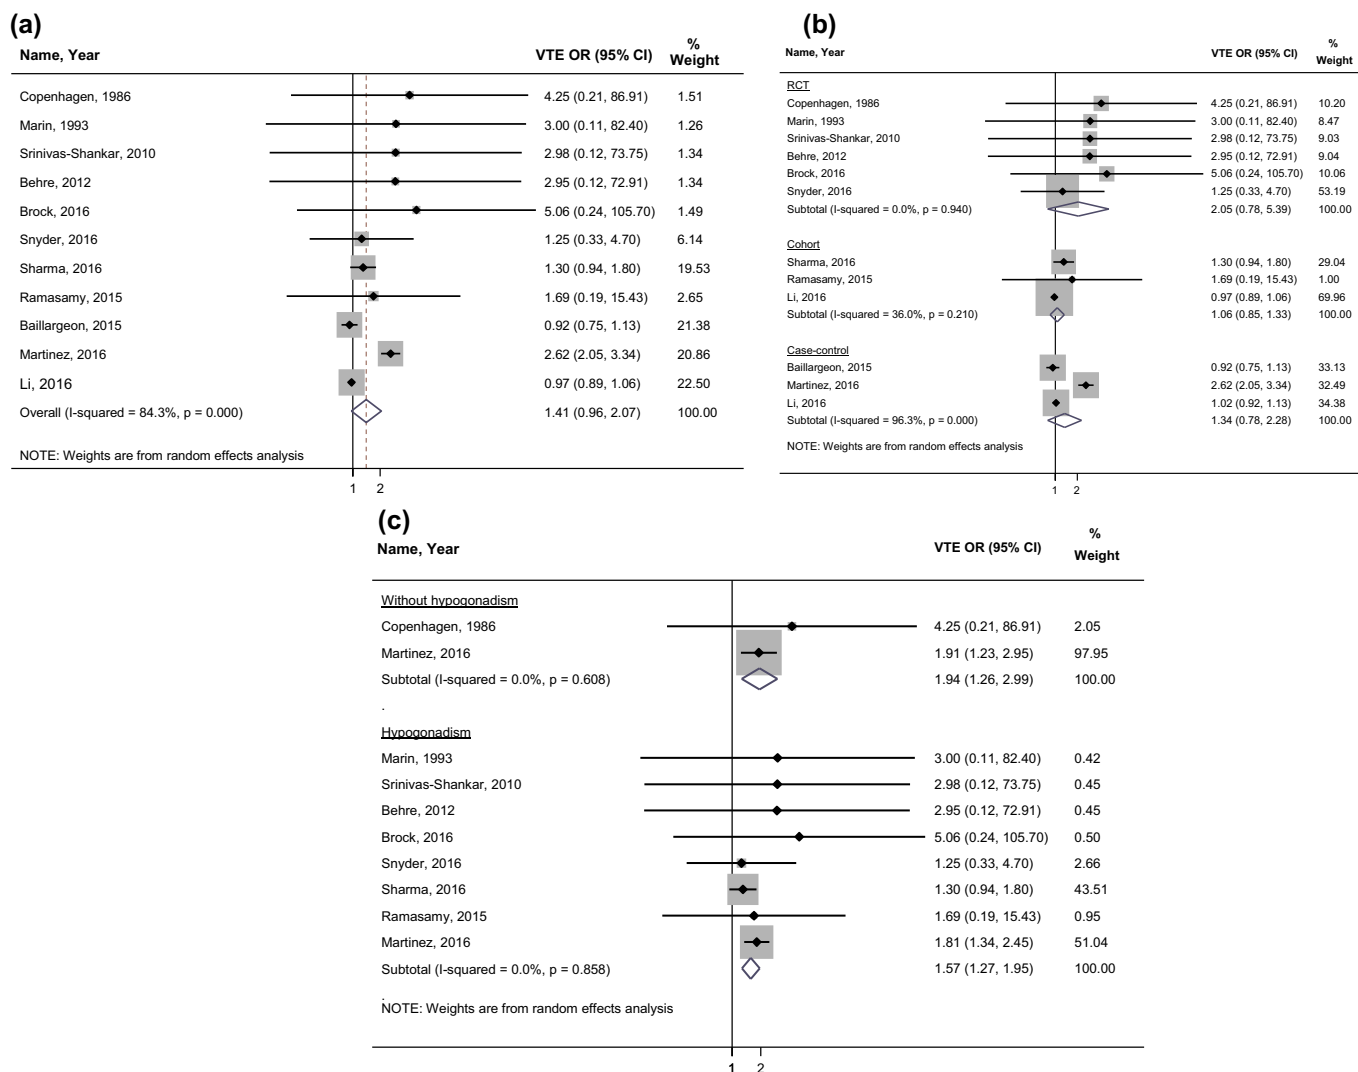 (a)
Name, Year VTE OR (95% CI) % Weight
Copenhagen, 1986 4.25 (0.21, 86.91) 1.51
Marin, 1993 3.00 (0.11, 82.40) 1.26
Srinivas-Shankar, 2010 2.98 (0.12, 73.75) 1.34
Behre, 2012 2.95 (0.12, 72.91) 1.34
Brock, 2016 5.06 (0.24, 105.70) 1.49
Snyder, 2016 1.25 (0.33, 4.70) 6.14
Sharma, 2016 1.30 (0.94, 1.80) 19.53
Ramasamy, 2015 1.69 (0.19, 15.43) 2.65
Baillargeon, 2015 0.92 (0.75, 1.13) 21.38
Martinez, 2016 2.62 (2.05, 3.34) 20.86
Li, 2016 0.97 (0.89, 1.06) 22.50
Overall (I-squared = 84.3%, p = 0.000) 1.41 (0.96, 2.07) 100.00
NOTE: Weights are from random effects analysis
1 2
(b)
Name, Year VTE OR (95% CI) % Weight
RCT
Copenhagen, 1986 4.25 (0.21, 86.91) 10.20
Marin, 1993 3.00 (0.11, 82.40) 8.47
Srinivas-Shankar, 2010 2.98 (0.12, 73.75) 9.03
Behre, 2012 2.95 (0.12, 72.91) 9.04
Brock, 2016 5.06 (0.24, 105.70) 10.06
Snyder, 2016 1.25 (0.33, 4.70) 53.19
Subtotal (I-squared = 0.0%, p = 0.940) 2.05 (0.78, 5.39) 100.00
Cohort
Sharma, 2016 1.30 (0.94, 1.80) 29.04
Ramasamy, 2015 1.69 (0.19, 15.43) 1.00
Li, 2016 0.97 (0.89, 1.06) 69.96
Subtotal (I-squared = 36.0%, p = 0.210) 1.06 (0.85, 1.33) 100.00
Case-control
Baillargeon, 2015 0.92 (0.75, 1.13) 33.13
Martinez, 2016 2.62 (2.05, 3.34) 32.49
Li, 2016 1.02 (0.92, 1.13) 34.38
Subtotal (I-squared = 96.3%, p = 0.000) 1.34 (0.78, 2.28) 100.00
NOTE: Weights are from random effects analysis
1 2
(c)
Name, Year VTE OR (95% CI) % Weight
Without hypogonadism
Copenhagen, 1986 4.25 (0.21, 86.91) 2.05
Martinez, 2016 1.91 (1.23, 2.95) 97.95
Subtotal (I-squared = 0.0%, p = 0.608) 1.94 (1.26, 2.99) 100.00
.
Hypogonadism
Marin, 1993 3.00 (0.11, 82.40) 0.42
Srinivas-Shankar, 2010 2.98 (0.12, 73.75) 0.45
Behre, 2012 2.95 (0.12, 72.91) 0.45
Brock, 2016 5.06 (0.24, 105.70) 0.50
Snyder, 2016 1.25 (0.33, 4.70) 2.66
Sharma, 2016 1.30 (0.94, 1.80) 43.51
Ramasamy, 2015 1.69 (0.19, 15.43) 0.95
Martinez, 2016 1.81 (1.34, 2.45) 51.04
Subtotal (I-squared = 0.0%, p = 0.858) 1.57 (1.27, 1.95) 100.00
.
NOTE: Weights are from random effects analysis
1 2